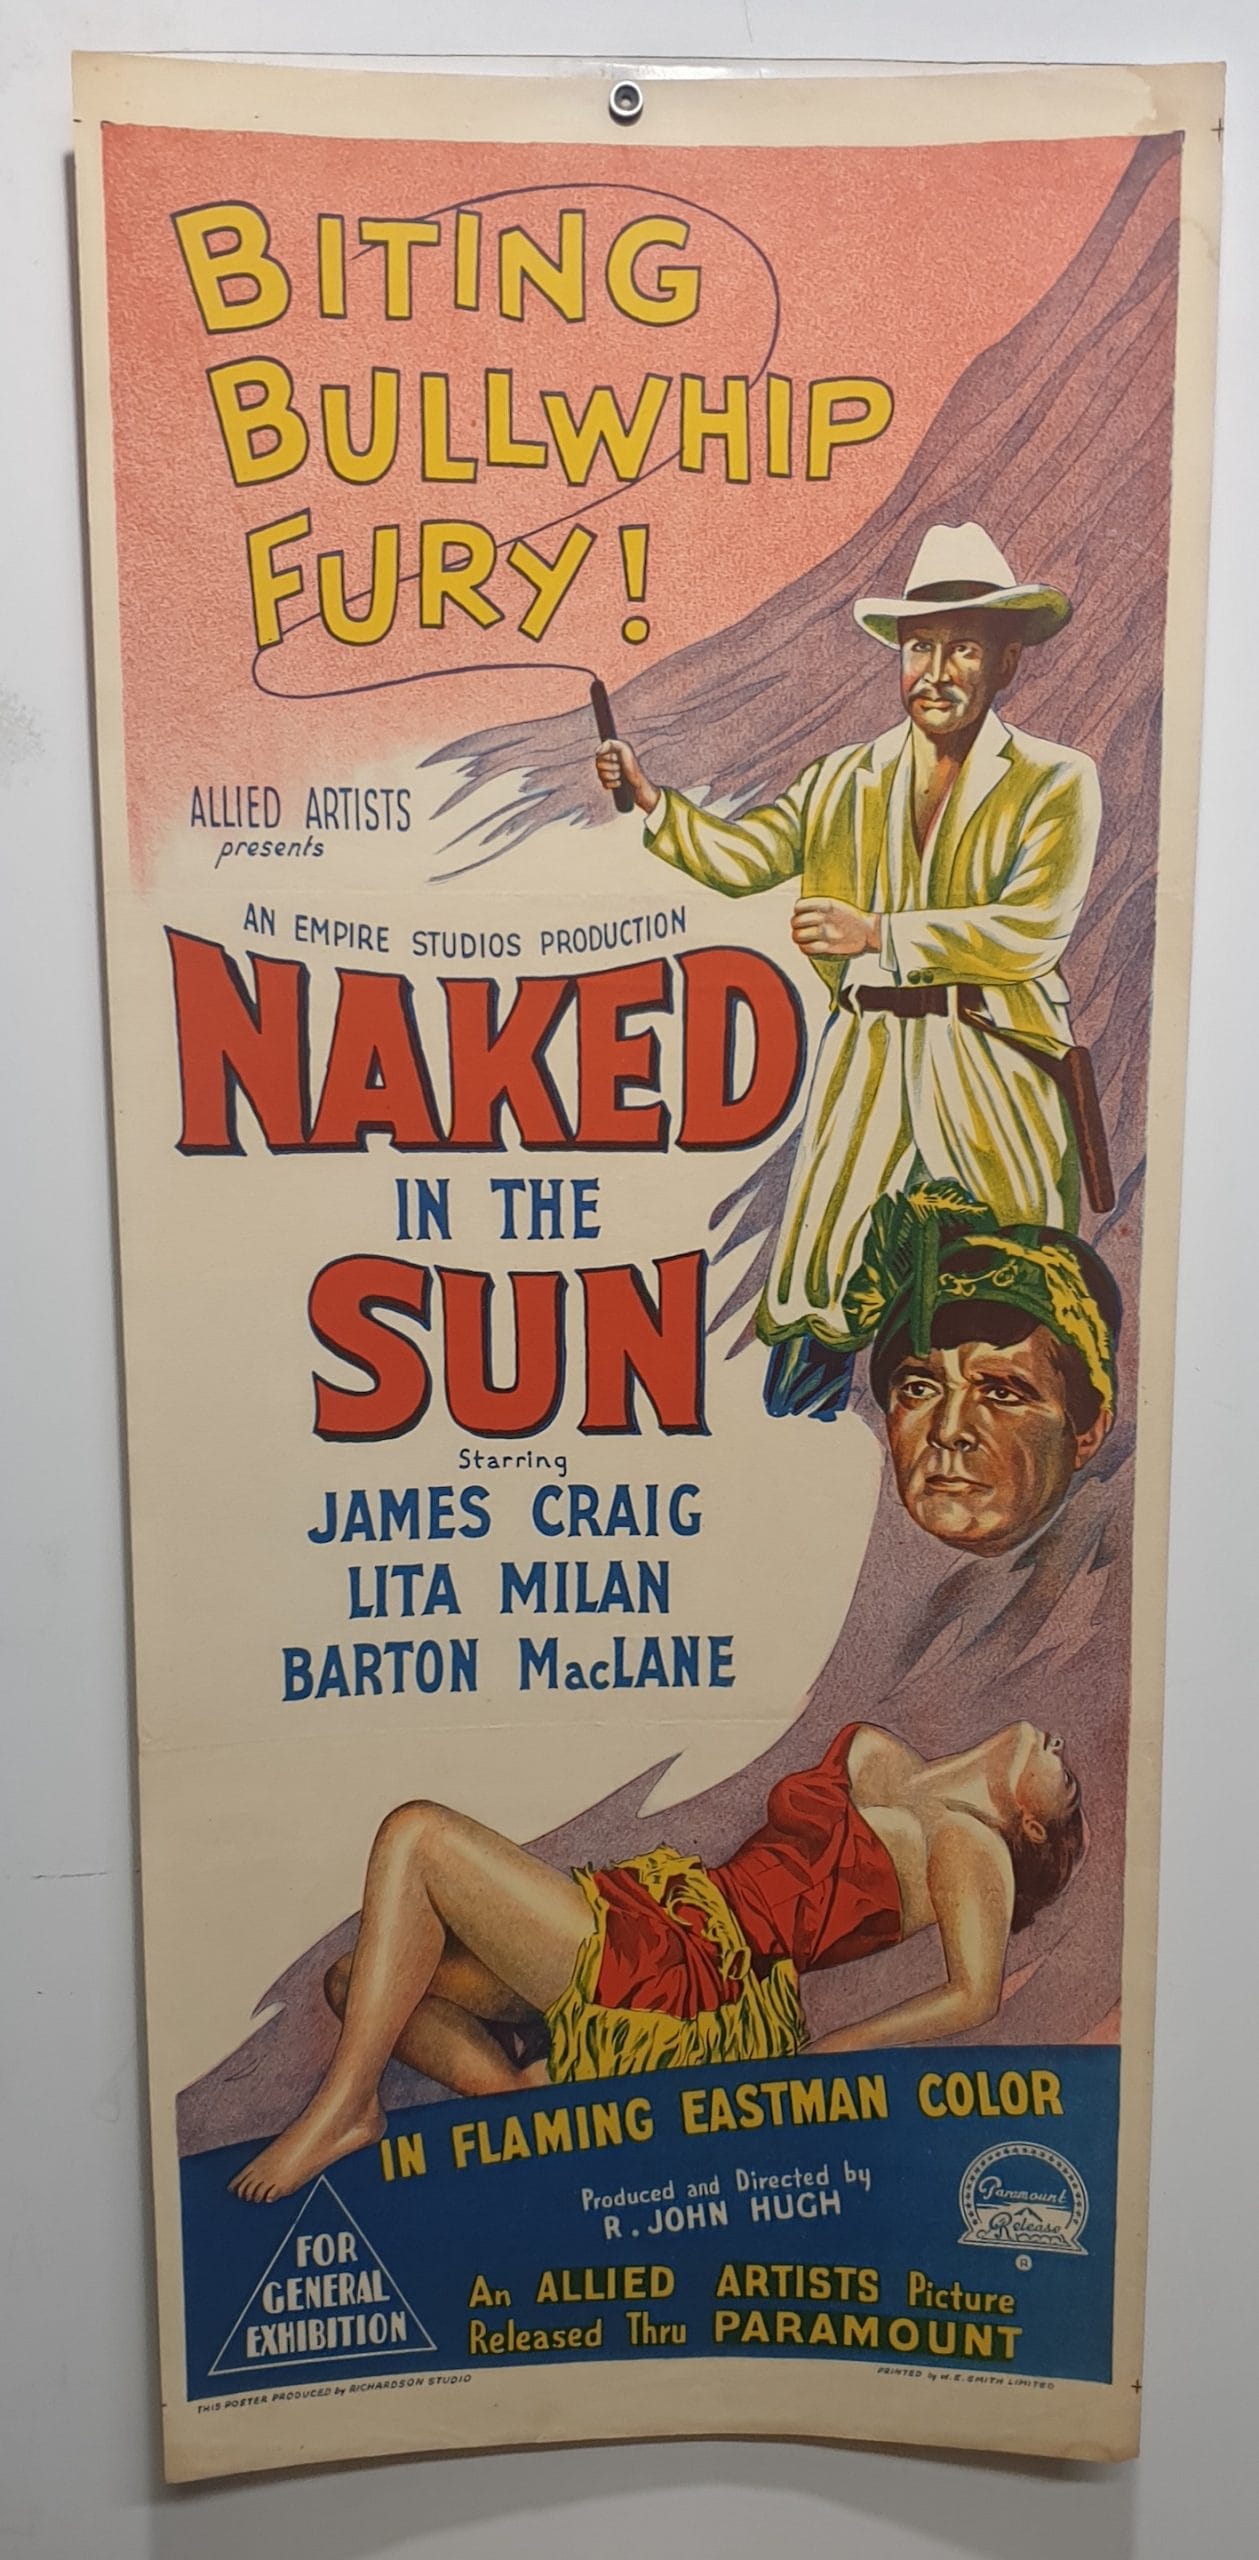 BITING
BULLWHIP
FURY!
ALLIED ARTISTS
presents
AN EMPIRE STUDIOS PRODUCTION
NAKED
IN THE
SUN
Starring
JAMES CRAIG
LITA MILAN
BARTON MacLANE
IN FLAMING EASTMAN COLOR
Produced and Directed by
R. JOHN HUGH
Paramount
Release
R
FOR
GENERAL
EXHIBITION
An ALLIED ARTISTS Picture
Released Thru PARAMOUNT
THIS POSTER PRODUCED by RICHARDSON STUDIO
PRINTED by W. E. SMITH LIMITED